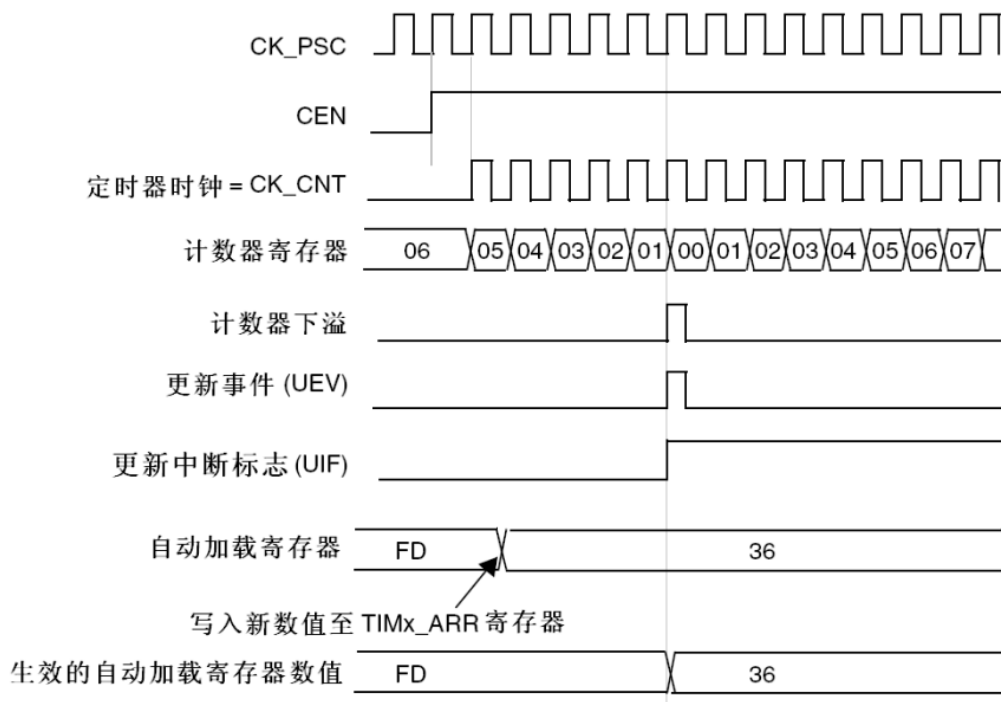 CK_PSC
CEN
定时器时钟 = CK_CNT
计数器寄存器 06 05 04 03 02 01 00 01 02 03 04 05 06 07
计数器下溢
更新事件 (UEV)
更新中断标志 (UIF)
自动加载寄存器 FD 36
写入新数值至 TIMx_ARR 寄存器
生效的自动加载寄存器数值 FD 36